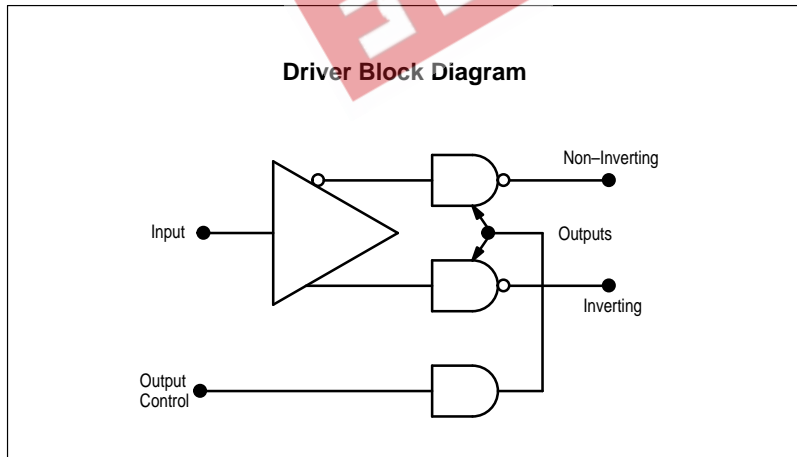 Driver Block Diagram
Non–Inverting
Input
Outputs
Inverting
Output
Control